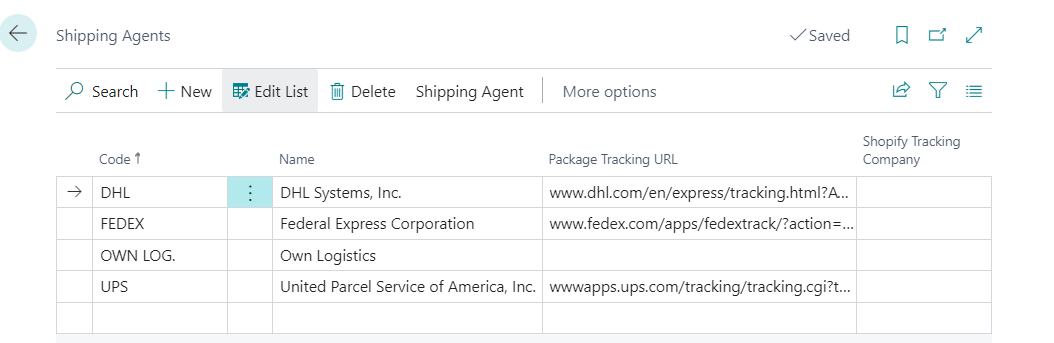 Shipping Agents
Saved
Search
New
Edit List
Delete
Shipping Agent
More options
Code
Name
Package Tracking URL
Shopify Tracking
Company
DHL
DHL Systems, Inc.
www.dhl.com/en/express/tracking.html?A...
FEDEX
Federal Express Corporation
www.fedex.com/apps/fedextrack/?action=...
OWN LOG.
Own Logistics
UPS
United Parcel Service of America, Inc.
wwwapps.ups.com/tracking/tracking.cgi?t...